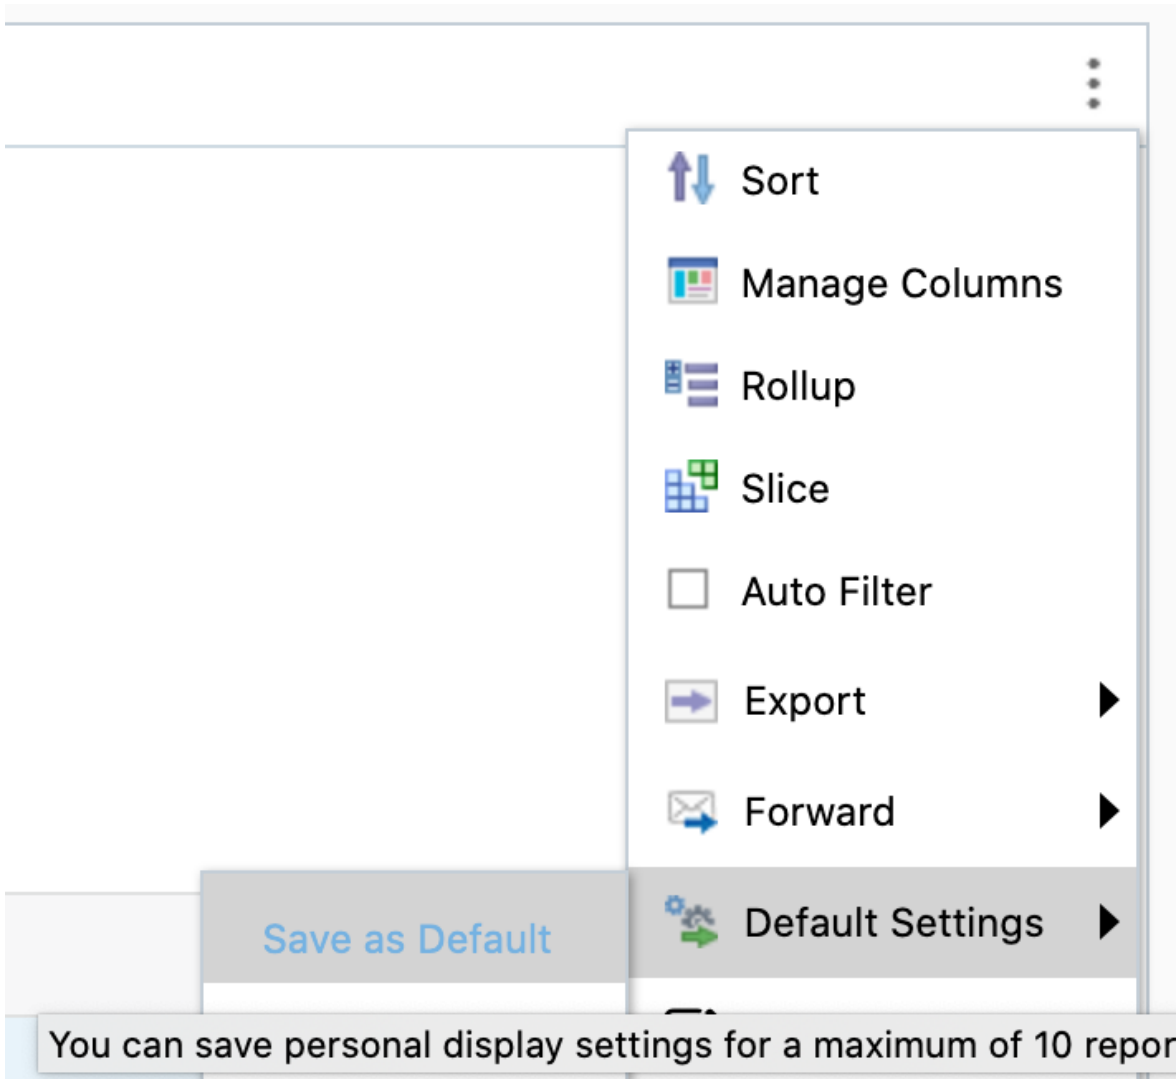 Sort
Manage Columns
Rollup
Slice
Auto Filter
Export
Forward
Default Settings
Save as Default
You can save personal display settings for a maximum of 10 repor